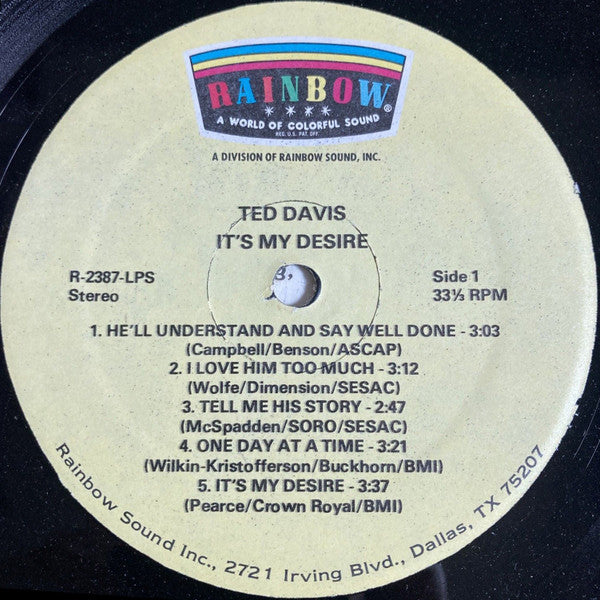 RAINBOW®
A WORLD OF COLORFUL SOUND
REG. U.S. PAT. OFF.
A DIVISION OF RAINBOW SOUND, INC.
TED DAVIS
IT'S MY DESIRE
R-2387-LPS
Stereo
Side 1
33⅓ RPM
1. HE'LL UNDERSTAND AND SAY WELL DONE - 3:03
(Campbell/Benson/ASCAP)
2. I LOVE HIM TOO MUCH - 3:12
(Wolfe/Dimension/SESAC)
3. TELL ME HIS STORY - 2:47
(McSpadden/SORO/SESAC)
4. ONE DAY AT A TIME - 3:21
(Wilkin-Kristofferson/Buckhorn/BMI)
5. IT'S MY DESIRE - 3:37
(Pearce/Crown Royal/BMI)
Rainbow Sound Inc., 2721 Irving Blvd., Dallas, TX 75207